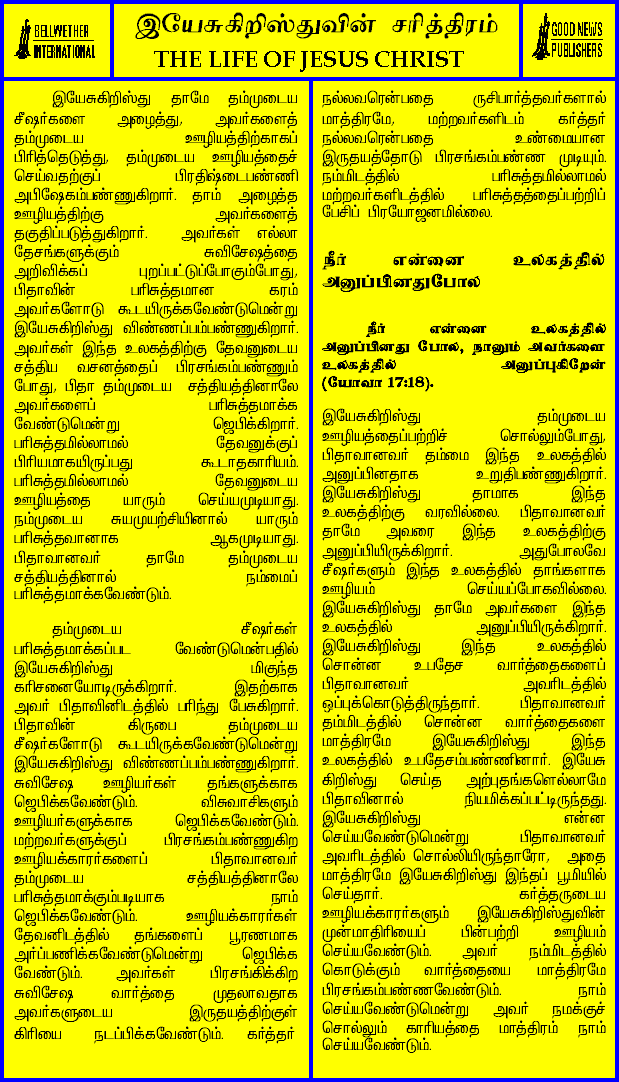 BELLWETHER
INTERNATIONAL
இயேசுகிறிஸ்துவின் சரித்திரம்
THE LIFE OF JESUS CHRIST
GOOD NEWS
PUBLISHERS
இயேசுகிறிஸ்து தாமே தம்முடைய
சீஷர்களை அழைத்து, அவர்களைத்
தம்முடைய ஊழியத்திற்காகப்
பிரித்தெடுத்து, தம்முடைய ஊழியத்தைச்
செய்வதற்குப் பிரதிஷ்டைபண்ணி
அபிஷேகம்பண்ணுகிறார். தாம் அழைத்த
ஊழியத்திற்கு அவர்களைத்
தகுதிப்படுத்துகிறார். அவர்கள் எல்லா
தேசங்களுக்கும் சுவிசேஷத்தை
அறிவிக்கப் புறப்பட்டுப்போகும்போது,
பிதாவின் பரிசுத்தமான கரம்
அவர்களோடு கூடயிருக்கவேண்டுமென்று
இயேசுகிறிஸ்து விண்ணப்பம்பண்ணுகிறார்.
அவர்கள் இந்த உலகத்திற்கு தேவனுடைய
சத்திய வசனத்தைப் பிரசங்கம்பண்ணும்
போது, பிதா தம்முடைய சத்தியத்தினாலே
அவர்களைப் பரிசுத்தமாக்க
வேண்டுமென்று ஜெபிக்கிறார்.
பரிசுத்தமில்லாமல் தேவனுக்குப்
பிரியமாகயிருப்பது கூடாதகாரியம்.
பரிசுத்தமில்லாமல் தேவனுடைய
ஊழியத்தை யாரும் செய்யமுடியாது.
நம்முடைய சுயமுயற்சியினால் யாரும்
பரிசுத்தவானாக ஆகமுடியாது.
பிதாவானவர் தாமே தம்முடைய
சத்தியத்தினால் நம்மைப்
பரிசுத்தமாக்கவேண்டும்.
தம்முடைய சீஷர்கள்
பரிசுத்தமாக்கப்பட வேண்டுமென்பதில்
இயேசுகிறிஸ்து மிகுந்த
கரிசனையோடிருக்கிறார். இதற்காக
அவர் பிதாவினிடத்தில் பரிந்து பேசுகிறார்.
பிதாவின் கிருபை தம்முடைய
சீஷர்களோடு கூடயிருக்கவேண்டுமென்று
இயேசுகிறிஸ்து விண்ணப்பம்பண்ணுகிறார்.
சுவிசேஷ ஊழியர்கள் தங்களுக்காக
ஜெபிக்கவேண்டும். விசுவாசிகளும்
ஊழியர்களுக்காக ஜெபிக்கவேண்டும்.
மற்றவர்களுக்குப் பிரசங்கம்பண்ணுகிற
ஊழியக்காரர்களைப் பிதாவானவர்
தம்முடைய சத்தியத்தினாலே
பரிசுத்தமாக்கும்படியாக நாம்
ஜெபிக்கவேண்டும். ஊழியக்காரர்கள்
தேவனிடத்தில் தங்களைப் பூரணமாக
அர்ப்பணிக்கவேண்டுமென்று ஜெபிக்க
வேண்டும். அவர்கள் பிரசங்கிக்கிற
சுவிசேஷ வார்த்தை முதலாவதாக
அவர்களுடைய இருதயத்திற்குள்
கிரியை நடப்பிக்கவேண்டும். கர்த்தர்
நல்லவரென்பதை ருசிபார்த்தவர்களால்
மாத்திரமே, மற்றவர்களிடம் கர்த்தர்
நல்லவரென்பதை உண்மையான
இருதயத்தோடு பிரசங்கம்பண்ண முடியும்.
நம்மிடத்தில் பரிசுத்தமில்லாமல்
மற்றவர்களிடத்தில் பரிசுத்தத்தைப்பற்றிப்
பேசிப் பிரயோஜனமில்லை.
நீர் என்னை உலகத்தில்
அனுப்பினதுபோல
நீர் என்னை உலகத்தில்
அனுப்பினது போல, நானும் அவர்களை
உலகத்தில் அனுப்புகிறேன்
(யோவா 17:18).
இயேசுகிறிஸ்து தம்முடைய
ஊழியத்தைப்பற்றிச் சொல்லும்போது,
பிதாவானவர் தம்மை இந்த உலகத்தில்
அனுப்பினதாக உறுதிபண்ணுகிறார்.
இயேசுகிறிஸ்து தாமாக இந்த
உலகத்திற்கு வரவில்லை. பிதாவானவர்
தாமே அவரை இந்த உலகத்திற்கு
அனுப்பியிருக்கிறார். அதுபோலவே
சீஷர்களும் இந்த உலகத்தில் தாங்களாக
ஊழியம் செய்யப்போகவில்லை.
இயேசுகிறிஸ்து தாமே அவர்களை இந்த
உலகத்தில் அனுப்பியிருக்கிறார்.
இயேசுகிறிஸ்து இந்த உலகத்தில்
சொன்ன உபதேச வார்த்தைகளைப்
பிதாவானவர் அவரிடத்தில்
ஒப்புக்கொடுத்திருந்தார். பிதாவானவர்
தம்மிடத்தில் சொன்ன வார்த்தைகளை
மாத்திரமே இயேசுகிறிஸ்து இந்த
உலகத்தில் உபதேசம்பண்ணினார். இயேசு
கிறிஸ்து செய்த அற்புதங்களெல்லாமே
பிதாவினால் நியமிக்கப்பட்டிருந்தது.
இயேசுகிறிஸ்து என்ன
செய்யவேண்டுமென்று பிதாவானவர்
அவரிடத்தில் சொல்லியிருந்தாரோ, அதை
மாத்திரமே இயேசுகிறிஸ்து இந்தப் பூமியில்
செய்தார். கர்த்தருடைய
ஊழியக்காரர்களும் இயேசுகிறிஸ்துவின்
முன்மாதிரியைப் பின்பற்றி ஊழியம்
செய்யவேண்டும். அவர் நம்மிடத்தில்
கொடுக்கும் வார்த்தையை மாத்திரமே
பிரசங்கம்பண்ணவேண்டும். நாம்
செய்யவேண்டுமென்று அவர் நமக்குச்
சொல்லும் காரியத்தை மாத்திரம் நாம்
செய்யவேண்டும்.